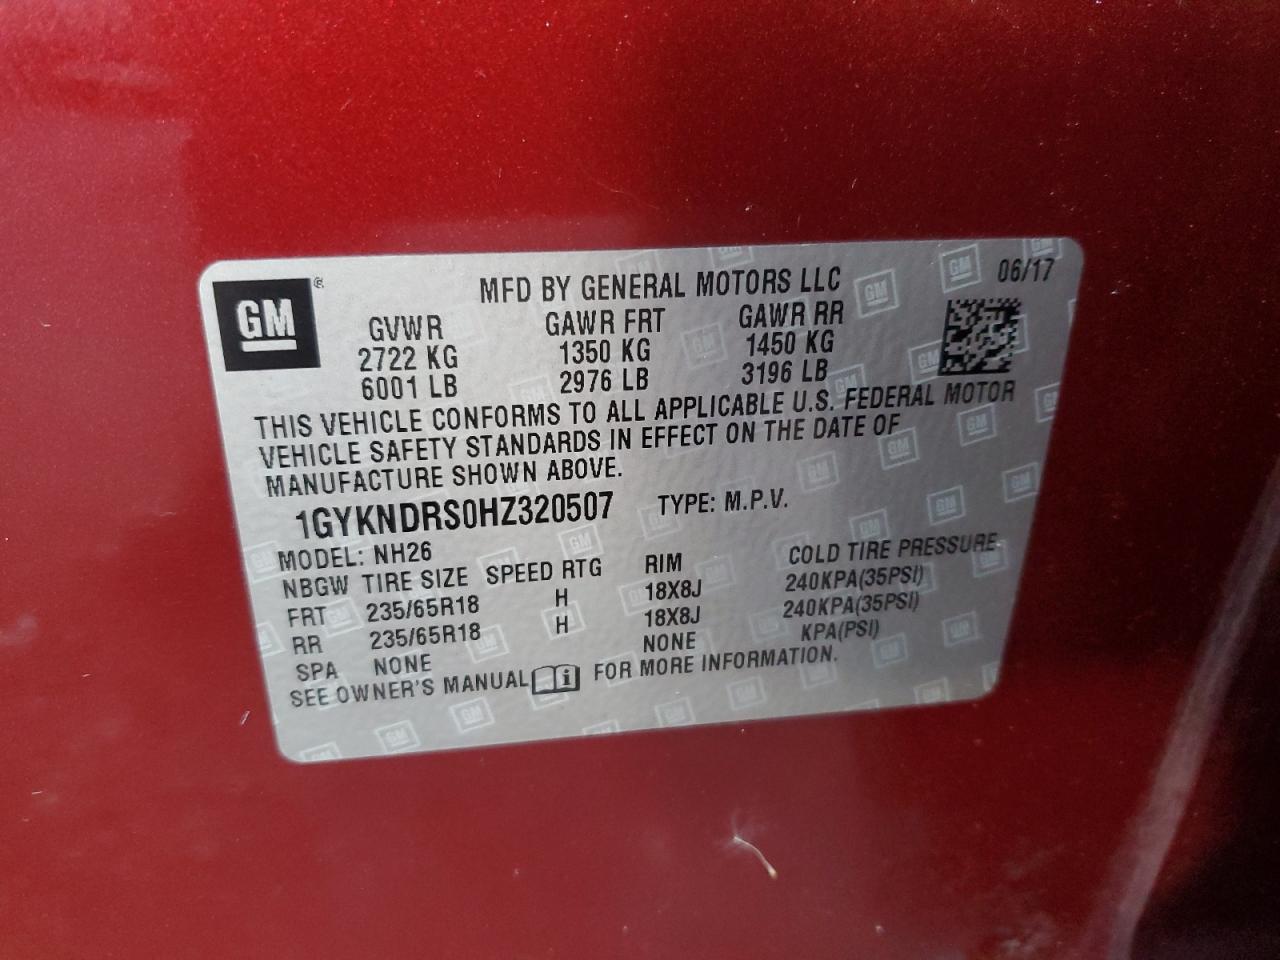 GM ®
MFD BY GENERAL MOTORS LLC 06/17
GVWR GAWR FRT GAWR RR
2722 KG 1350 KG 1450 KG
6001 LB 2976 LB 3196 LB
THIS VEHICLE CONFORMS TO ALL APPLICABLE U.S. FEDERAL MOTOR
VEHICLE SAFETY STANDARDS IN EFFECT ON THE DATE OF
MANUFACTURE SHOWN ABOVE.
1GYKNDRS0HZ320507 TYPE: M.P.V.
MODEL: NH26
NBGW TIRE SIZE SPEED RTG RIM COLD TIRE PRESSURE
FRT 235/65R18 H 18X8J 240KPA(35PSI)
RR 235/65R18 H 18X8J 240KPA(35PSI)
SPA NONE NONE KPA(PSI)
SEE OWNER'S MANUAL FOR MORE INFORMATION.